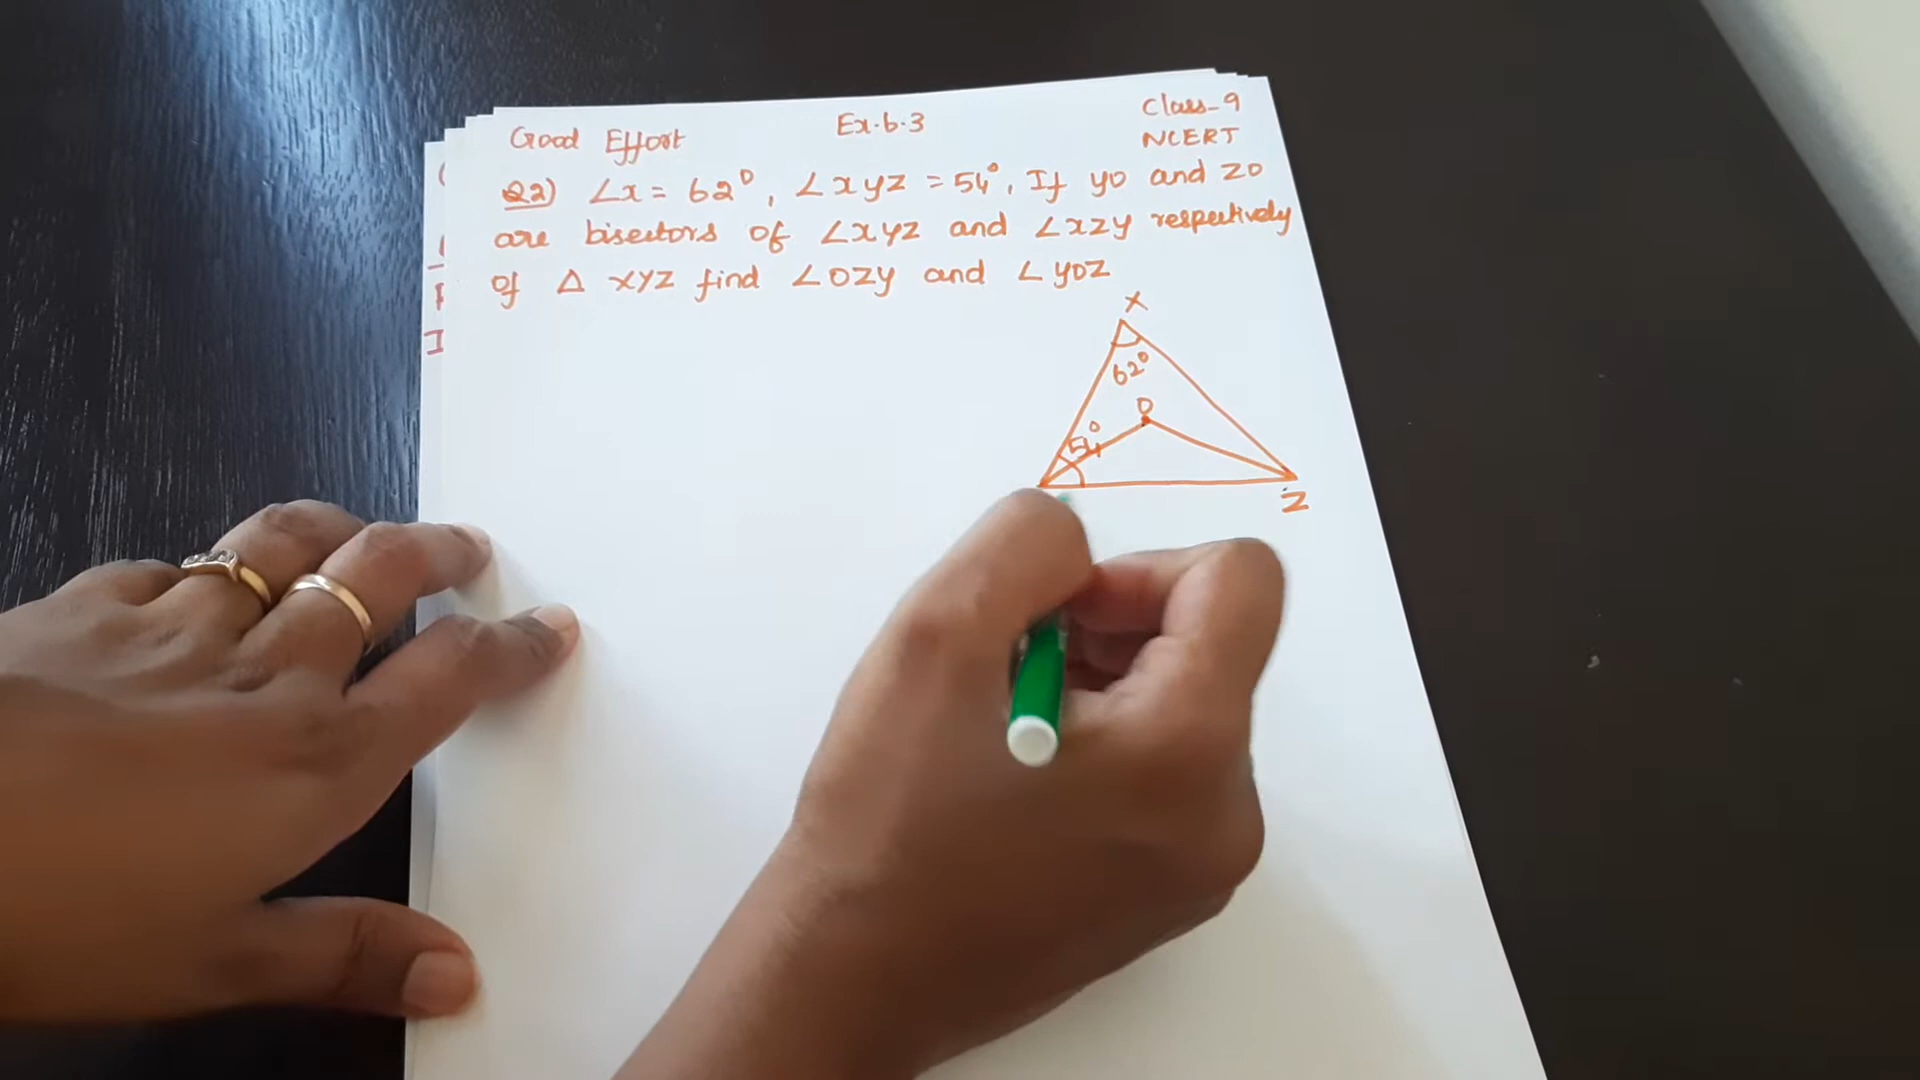 Good Effort Ex.6.3 Class-9
NCERT
Q2) ∠x = 62°, ∠xyz = 54°, If yo and zo
are bisectors of ∠xyz and ∠xzy respectively
of △ XYZ find ∠OZY and ∠YOZ
X
62°
O
54°
Z